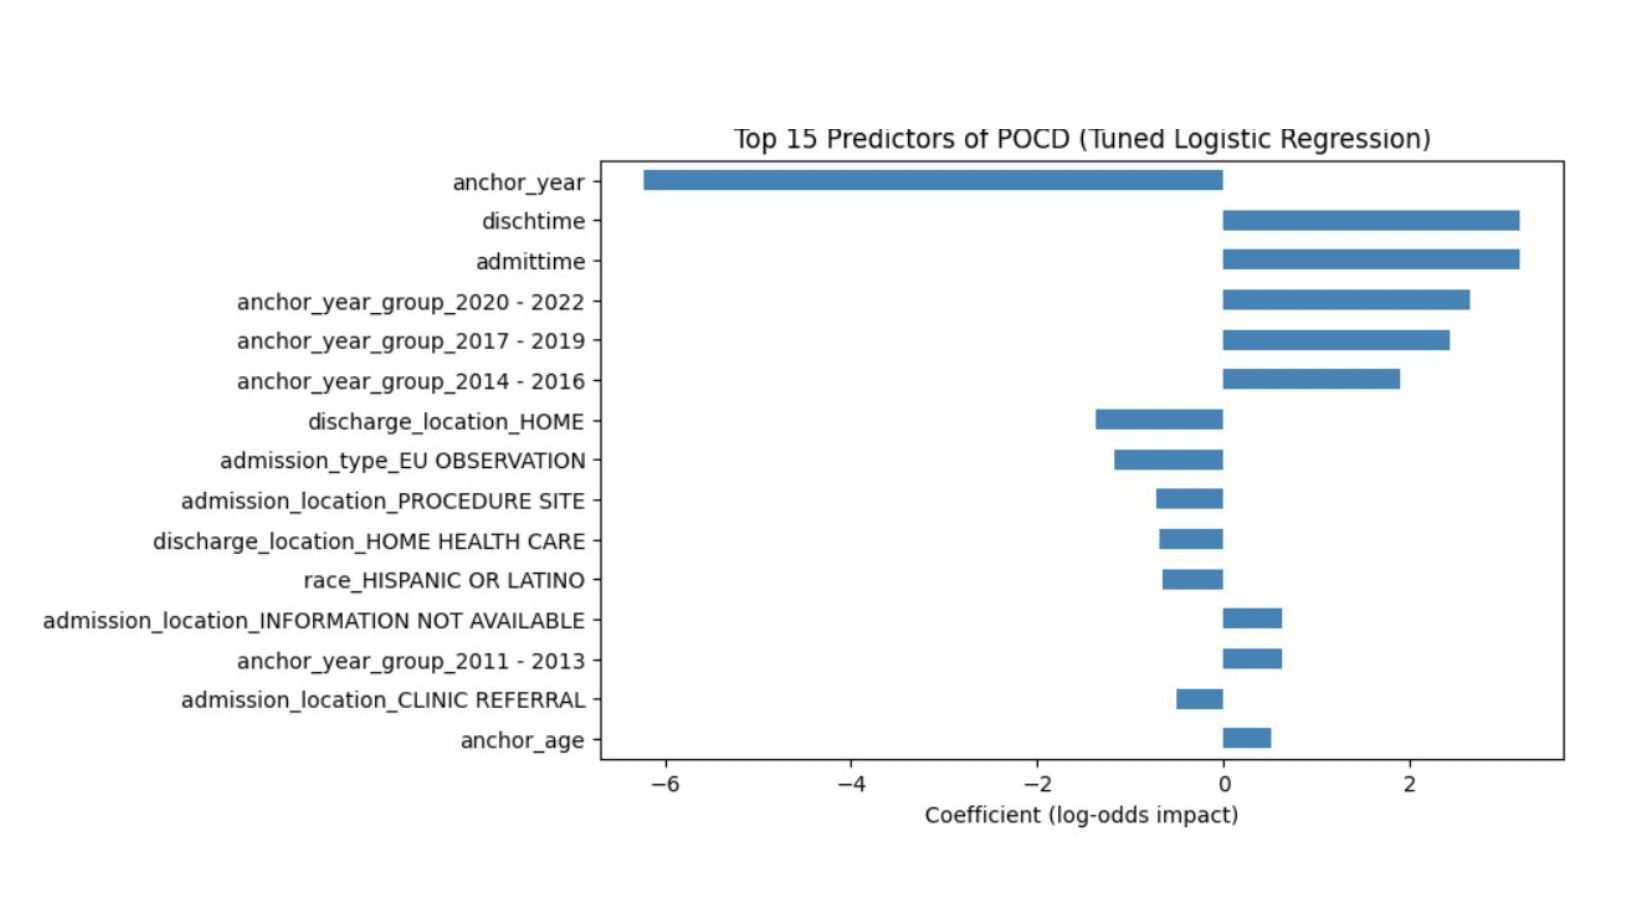 Top 15 Predictors of POCD (Tuned Logistic Regression)
anchor_year
dischtime
admittime
anchor_year_group_2020 - 2022
anchor_year_group_2017 - 2019
anchor_year_group_2014 - 2016
discharge_location_HOME
admission_type_EU OBSERVATION
admission_location_PROCEDURE SITE
discharge_location_HOME HEALTH CARE
race_HISPANIC OR LATINO
admission_location_INFORMATION NOT AVAILABLE
anchor_year_group_2011 - 2013
admission_location_CLINIC REFERRAL
anchor_age
−6 −4 −2 0 2
Coefficient (log-odds impact)